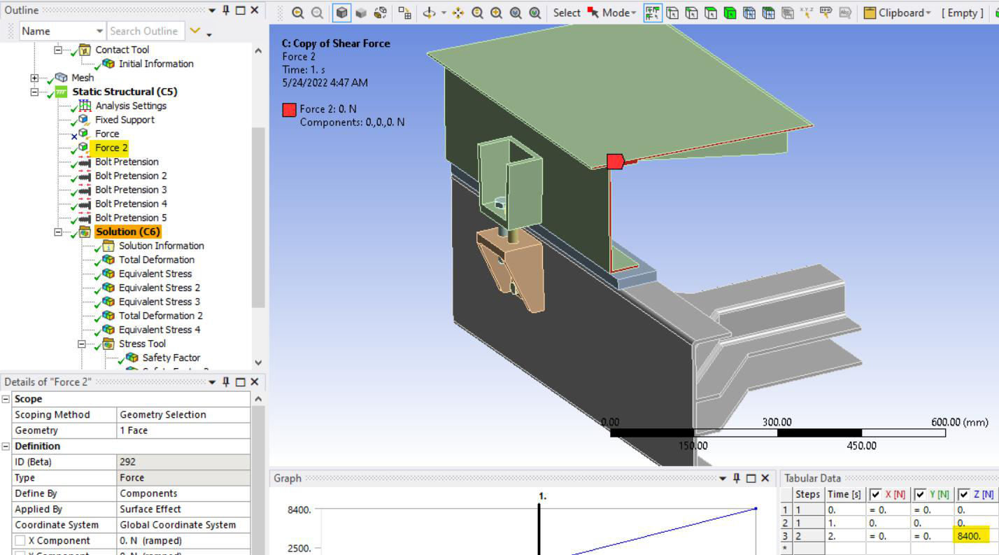 Outline
Name Search Outline
Contact Tool
Initial Information
Mesh
Static Structural (C5)
Analysis Settings
Fixed Support
Force
Force 2
Bolt Pretension
Bolt Pretension 2
Bolt Pretension 3
Bolt Pretension 4
Bolt Pretension 5
Solution (C6)
Solution Information
Total Deformation
Equivalent Stress
Equivalent Stress 2
Equivalent Stress 3
Total Deformation 2
Equivalent Stress 4
Stress Tool
Safety Factor
Details of "Force 2"
Scope
Scoping Method Geometry Selection
Geometry 1 Face
Definition
ID (Beta) 292
Type Force
Define By Components
Applied By Surface Effect
Coordinate System Global Coordinate System
X Component 0. N (ramped)
Select Mode Clipboard [ Empty ]
C: Copy of Shear Force
Force 2
Time: 1. s
5/24/2022 4:47 AM
Force 2: 0. N
Components: 0.,0.,0. N
0.00 300.00 600.00 (mm)
150.00 450.00
Graph
1.
8400.
2500.
Tabular Data
Steps Time [s] X [N] Y [N] Z [N]
1 1 0. = 0. = 0. 0.
2 1 1. 0. 0. 0.
3 2 2. = 0. = 0. 8400.
*